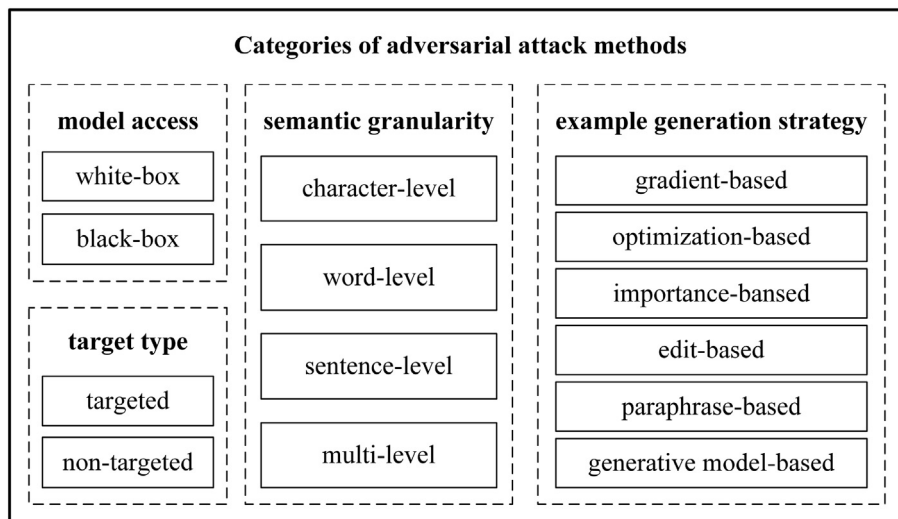 Categories of adversarial attack methods
model access
white-box
black-box
target type
targeted
non-targeted
semantic granularity
character-level
word-level
sentence-level
multi-level
example generation strategy
gradient-based
optimization-based
importance-bansed
edit-based
paraphrase-based
generative model-based